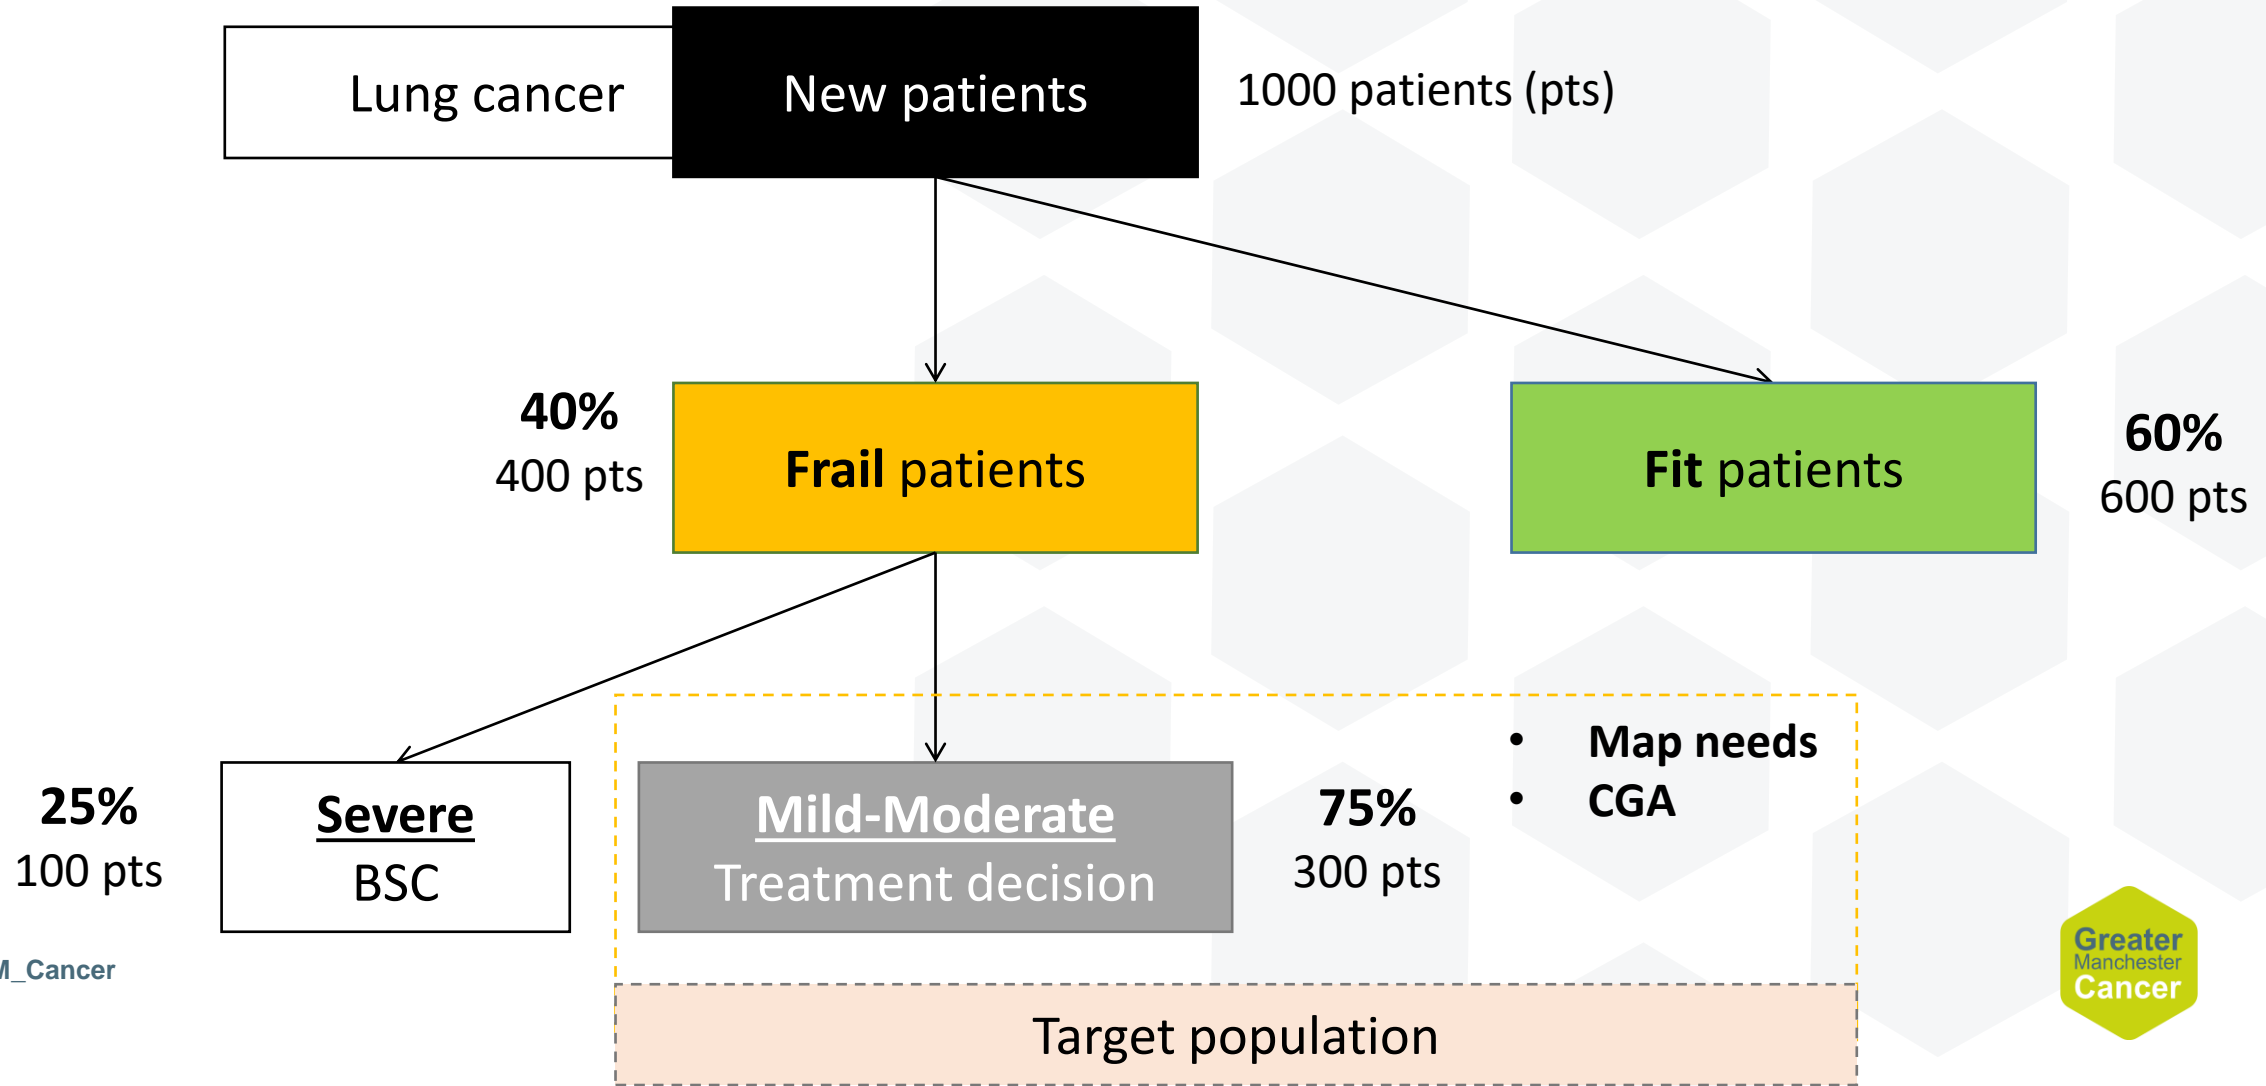 Lung cancer
New patients
1000 patients (pts)
40%
400 pts
Frail patients
Fit patients
60%
600 pts
25%
100 pts
Severe
BSC
Mild-Moderate
Treatment decision
75%
300 pts
• Map needs
• CGA
M_Cancer
Greater
Manchester
Cancer
Target population